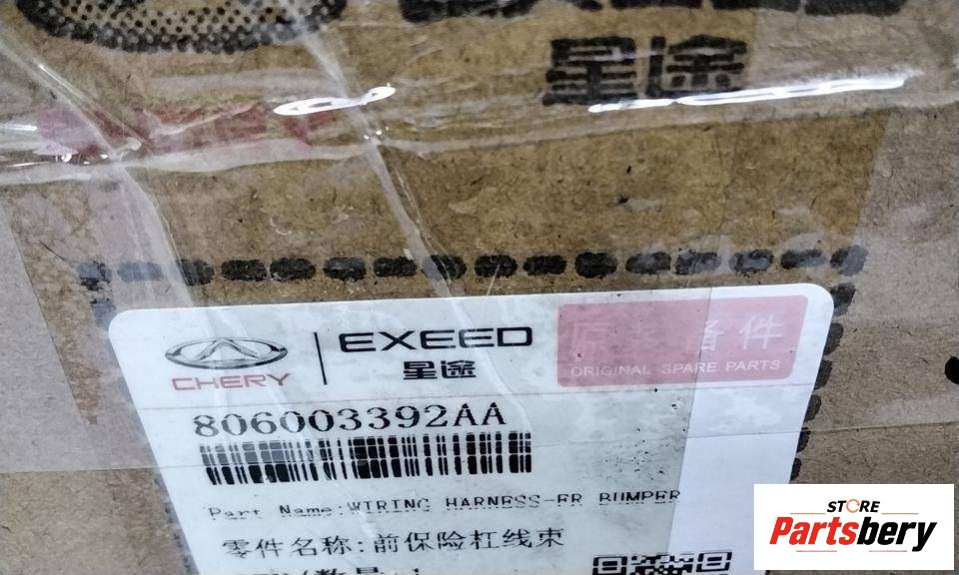 星途
EXEED
星途
CHERY
件
ORIGINAL SPARE PARTS
806003392AA
Part Name:WIRING HARNESS-FR BUMPER
零件名称:前保险杠线束
STORE
Partsbery